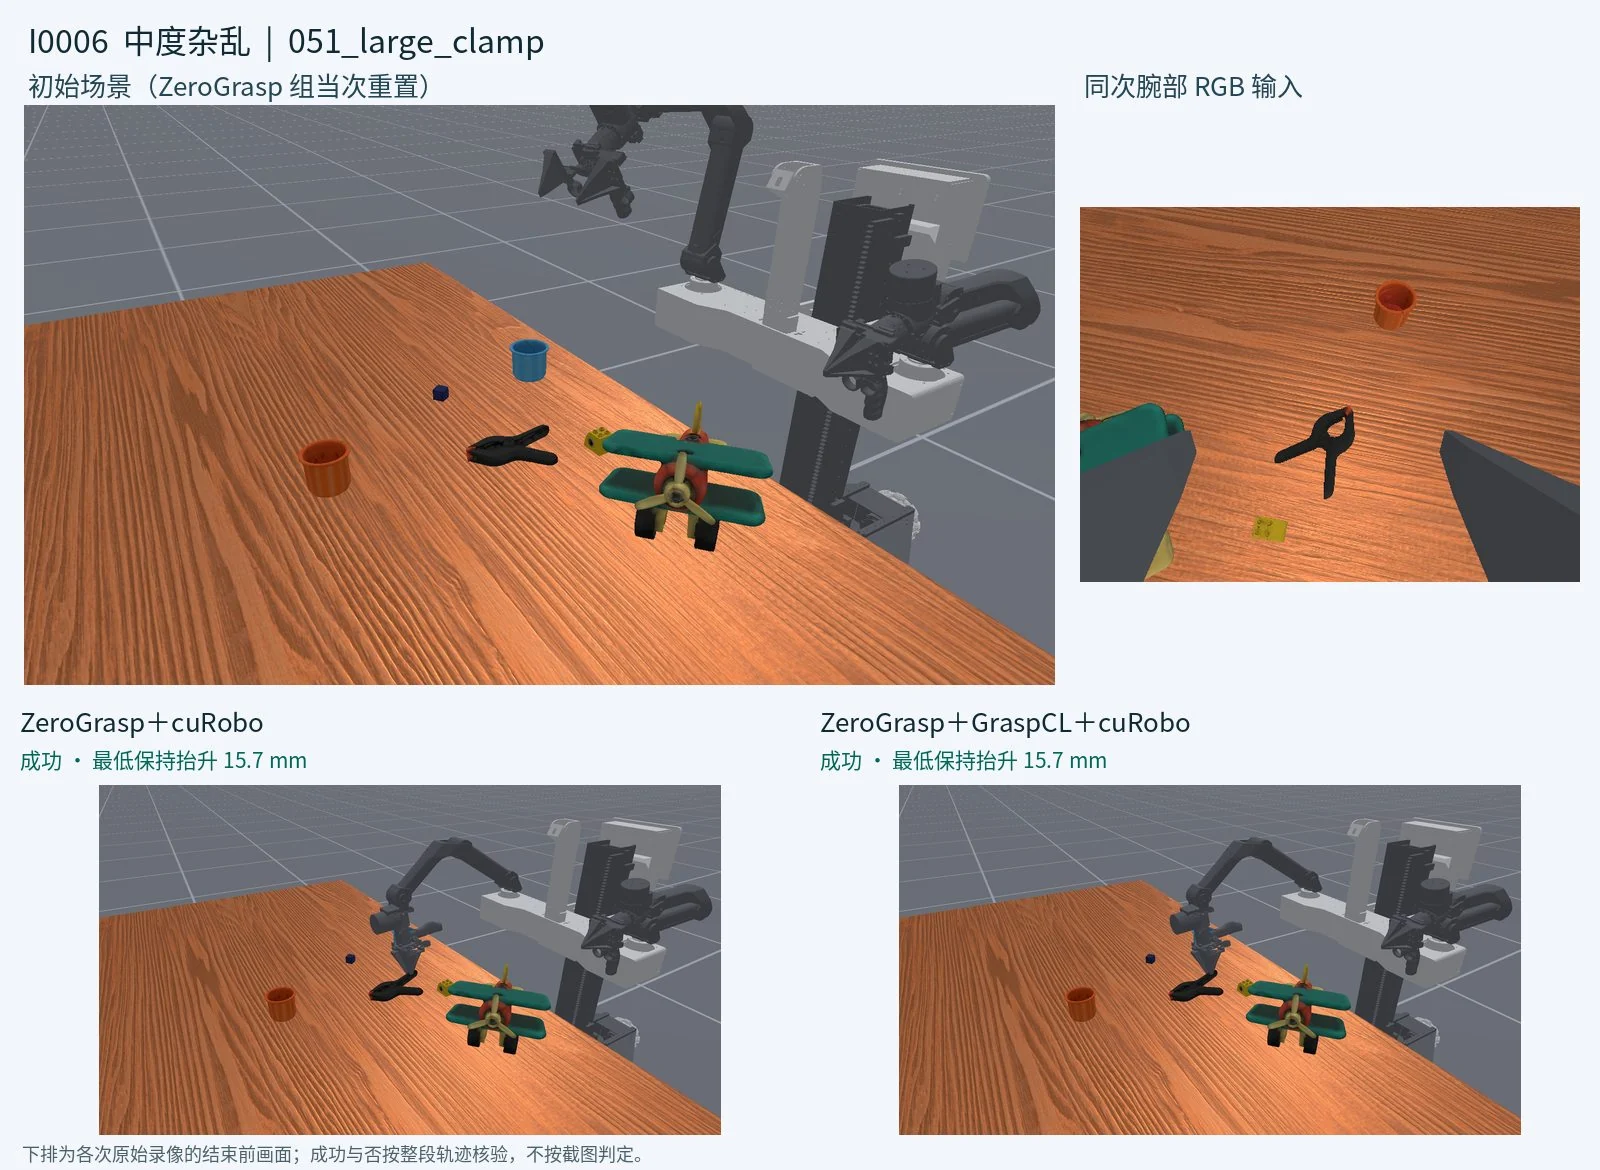 I0006 中度杂乱 | 051_large_clamp
初始场景（ZeroGrasp 组当次重置）
同次腕部 RGB 输入
ZeroGrasp＋cuRobo
成功 · 最低保持抬升 15.7 mm
ZeroGrasp＋GraspCL＋cuRobo
成功 · 最低保持抬升 15.7 mm
下排为各次原始录像的结束前画面；成功与否按整段轨迹核验，不按截图判定。